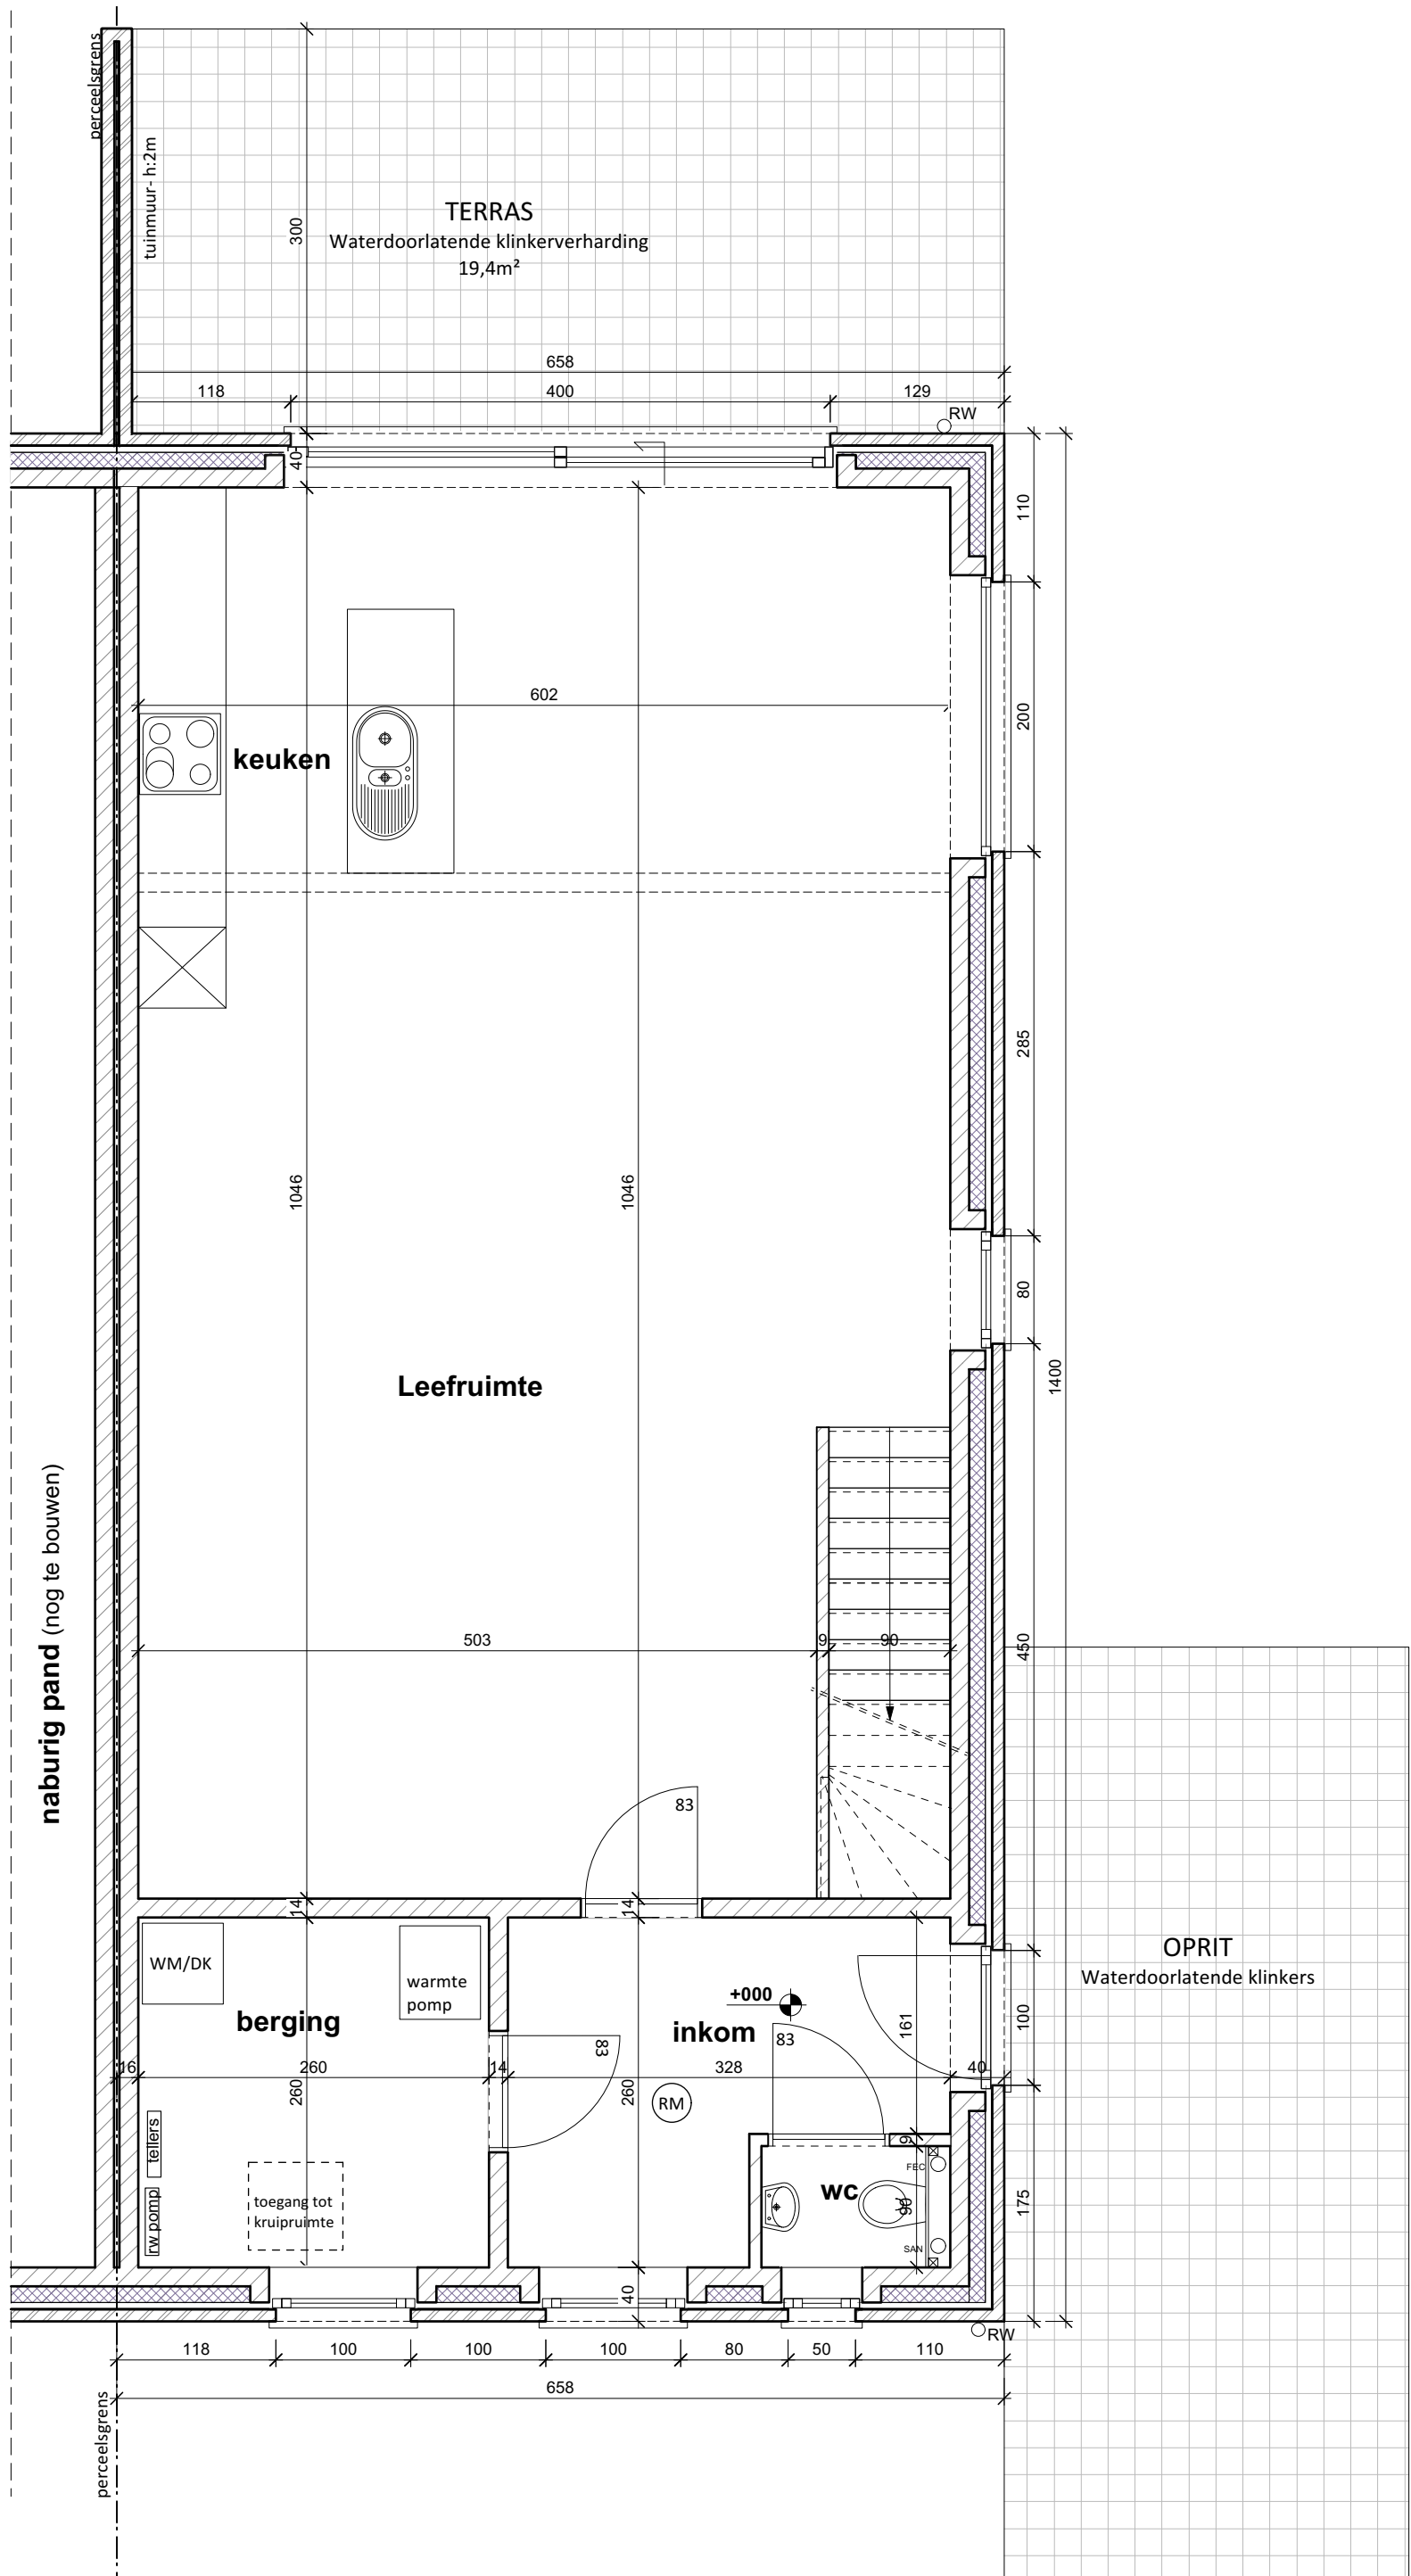 perceelsgrens
tuinmuur- h:2m
300
TERRAS
Waterdoorlatende klinkerverharding
19,4m²
658
118
400
129
RW
40
110
602
200
keuken
285
1046
1046
80
1400
Leefruimte
naburig pand (nog te bouwen)
503
9
90
450
83
14
14
WM/DK
warmte
pomp
berging
+000
inkom
83
83
161
100
OPRIT
Waterdoorlatende klinkers
16
260
14
328
40
260
260
RM
tellers
rw pomp
toegang tot
kruipruimte
9
FEC
wc
90
SAN
175
40
RW
118
100
100
100
80
50
110
658
perceelsgrens